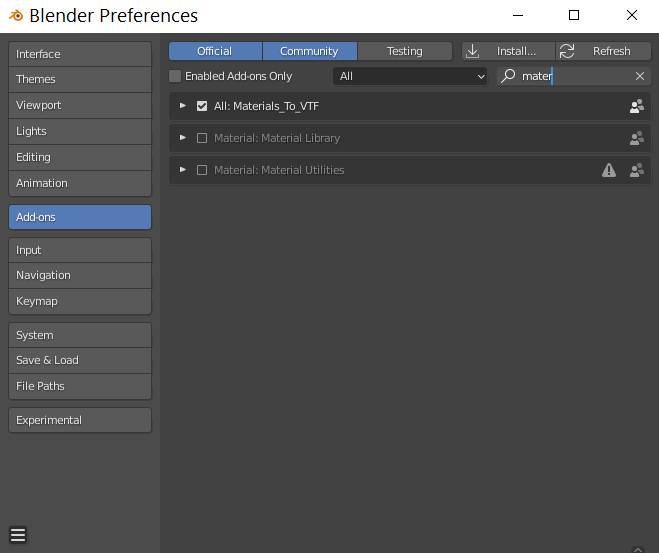 Blender Preferences
Interface
Themes
Viewport
Lights
Editing
Animation
Add-ons
Input
Navigation
Keymap
System
Save & Load
File Paths
Experimental
Official Community Testing Install... Refresh
Enabled Add-ons Only All mater
All: Materials_To_VTF
Material: Material Library
Material: Material Utilities